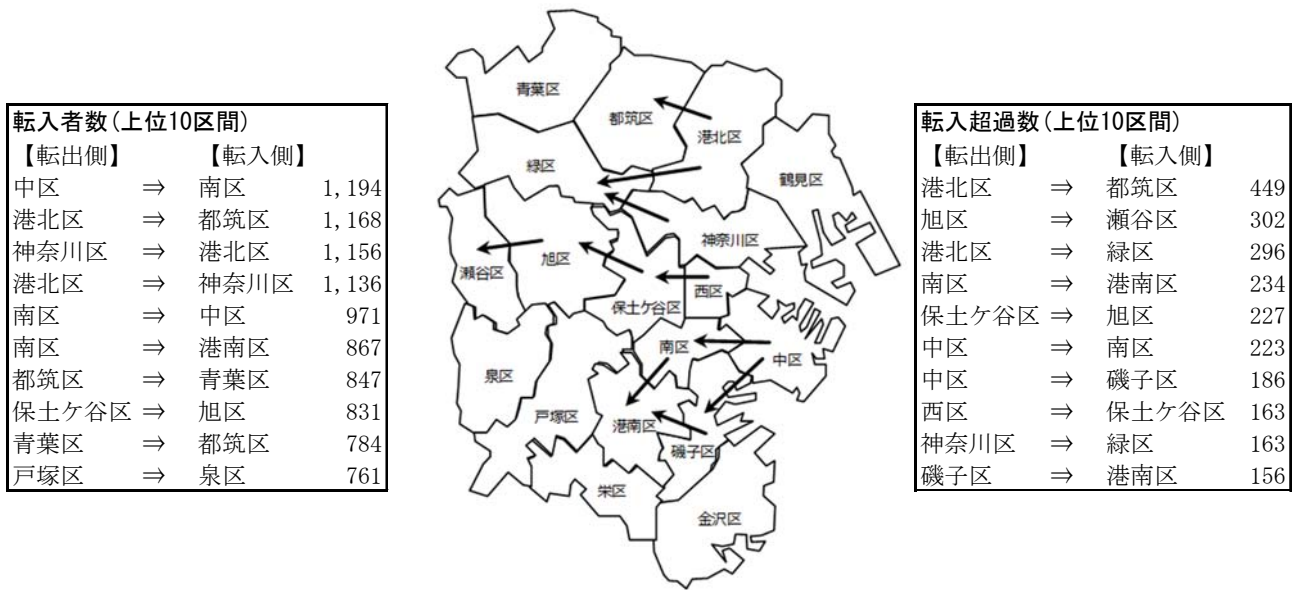 転入者数(上位10区間)
【転出側】 【転入側】
中区 ⇒ 南区 1,194
港北区 ⇒ 都筑区 1,168
神奈川区 ⇒ 港北区 1,156
港北区 ⇒ 神奈川区 1,136
南区 ⇒ 中区 971
南区 ⇒ 港南区 867
都筑区 ⇒ 青葉区 847
保土ケ谷区 ⇒ 旭区 831
青葉区 ⇒ 都筑区 784
戸塚区 ⇒ 泉区 761
青葉区
都筑区
港北区
緑区
鶴見区
神奈川区
旭区
瀬谷区
西区
保土ケ谷区
南区
中区
泉区
戸塚区
港南区
磯子区
栄区
金沢区
転入超過数(上位10区間)
【転出側】 【転入側】
港北区 ⇒ 都筑区 449
旭区 ⇒ 瀬谷区 302
港北区 ⇒ 緑区 296
南区 ⇒ 港南区 234
保土ケ谷区 ⇒ 旭区 227
中区 ⇒ 南区 223
中区 ⇒ 磯子区 186
西区 ⇒ 保土ケ谷区 163
神奈川区 ⇒ 緑区 163
磯子区 ⇒ 港南区 156